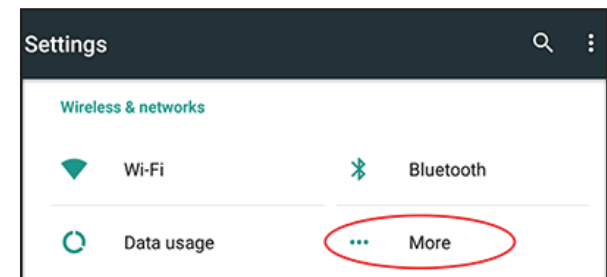 Settings
Wireless & networks
Wi-Fi Bluetooth
Data usage More